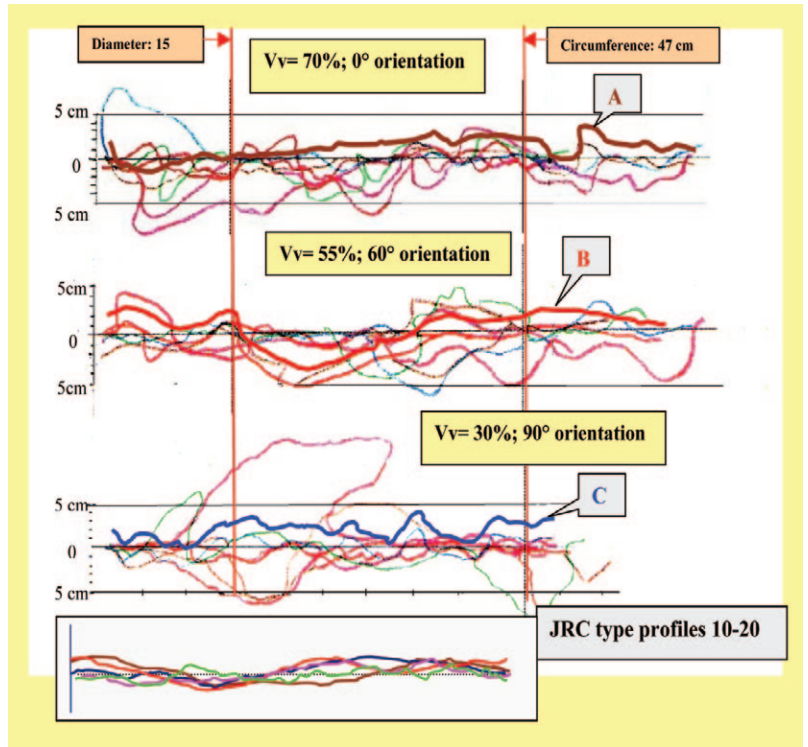 Diameter: 15
Circumference: 47 cm
Vv= 70%; 0° orientation
A
5 cm
0
5 cm
Vv= 55%; 60° orientation
B
5cm
0
5cm
Vv= 30%; 90° orientation
C
5 cm
0
5 cm
JRC type profiles 10-20